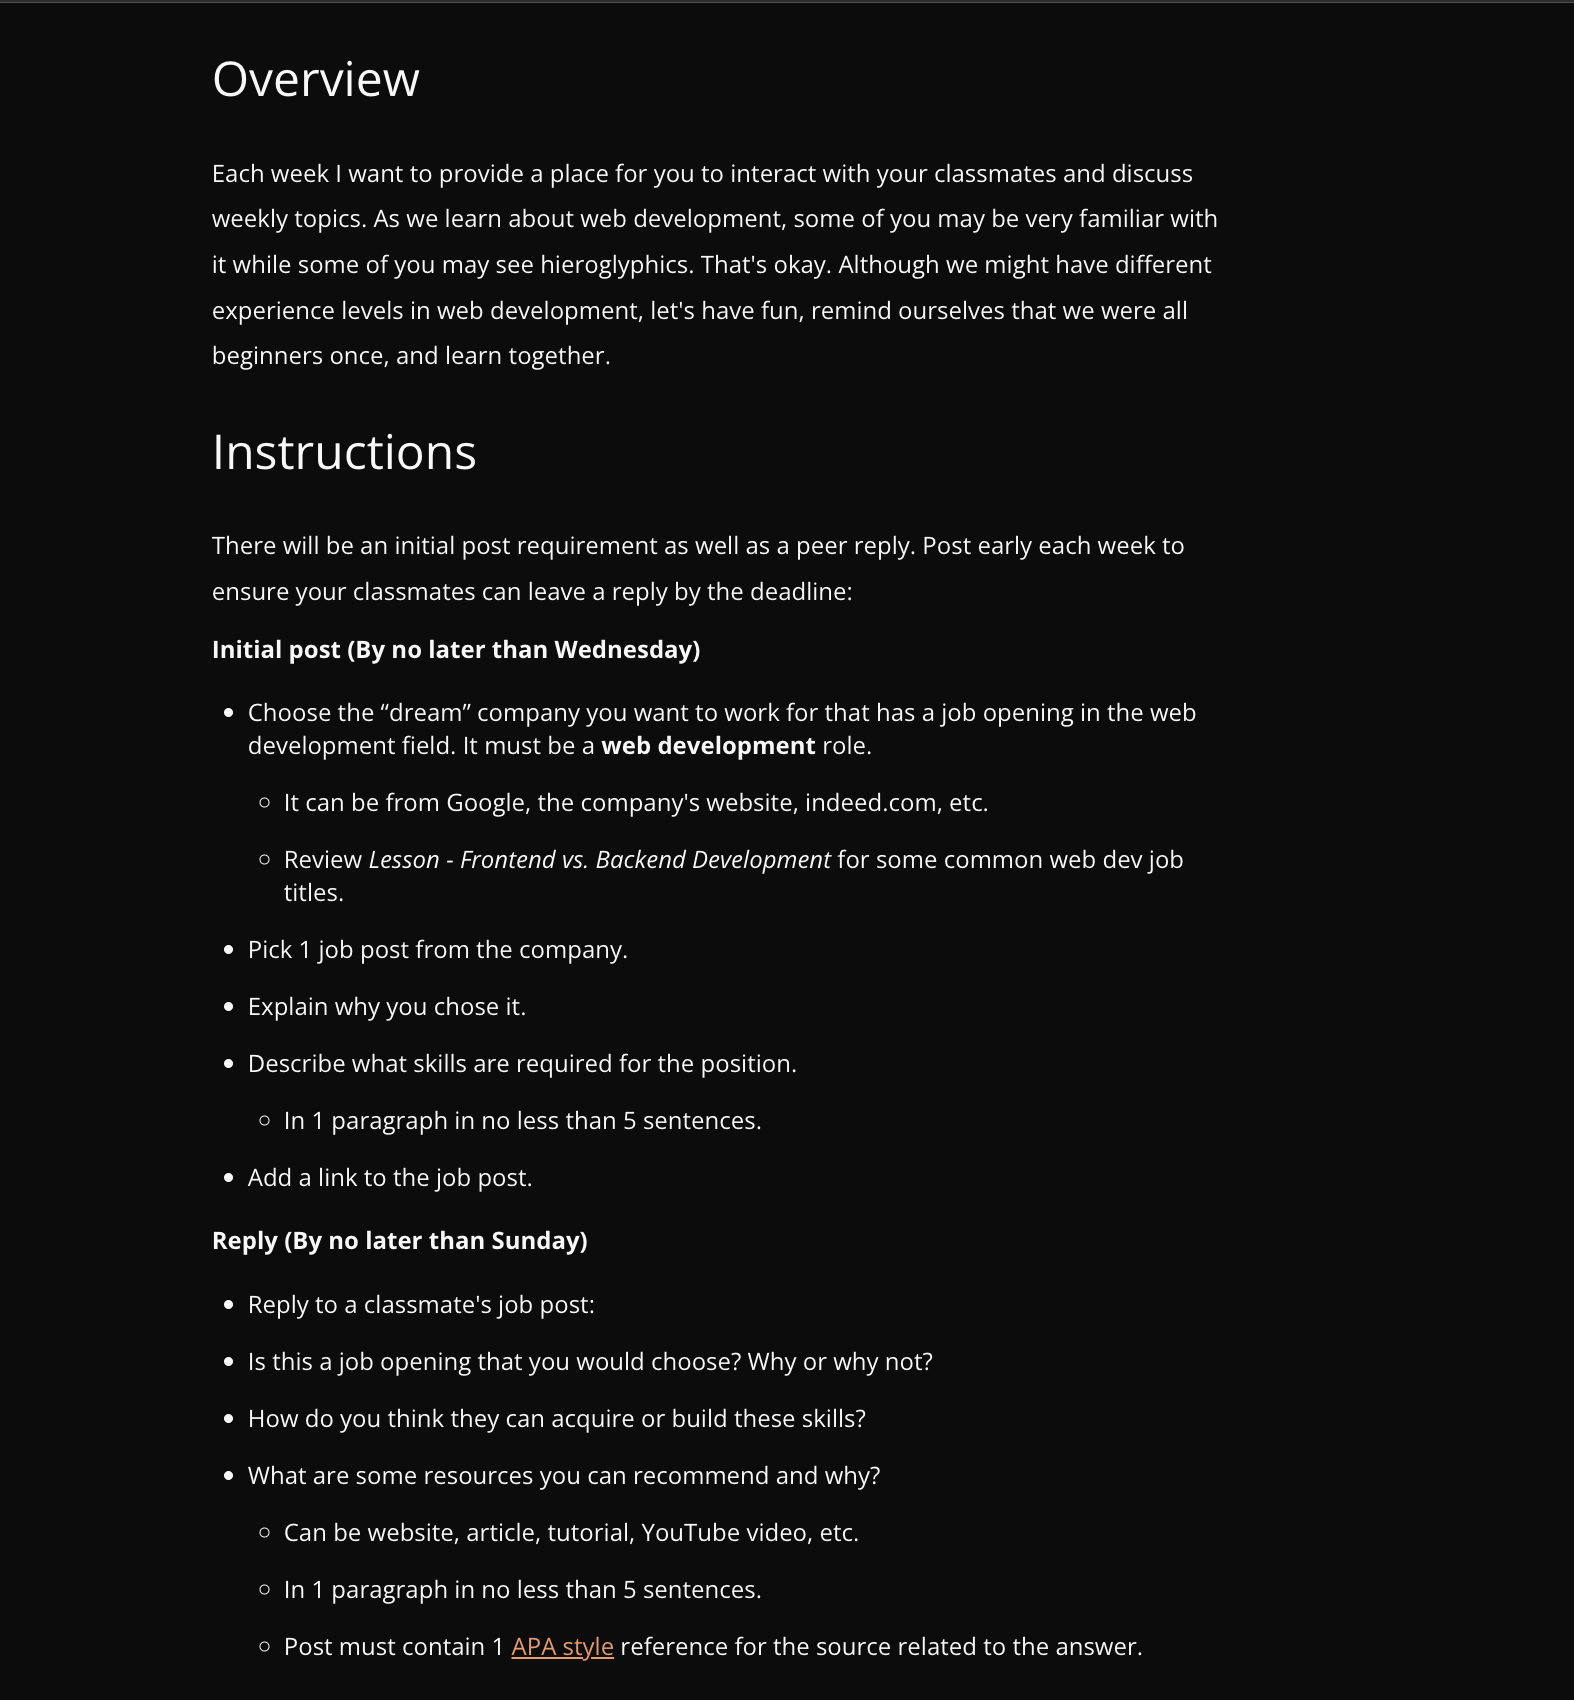 Overview
Each week I want to provide a place for you to interact with your classmates and discuss
weekly topics. As we learn about web development, some of you may be very familiar with
it while some of you may see hieroglyphics. That's okay. Although we might have different
experience levels in web development, let's have fun, remind ourselves that we were all
beginners once, and learn together.
Instructions
There will be an initial post requirement as well as a peer reply. Post early each week to
ensure your classmates can leave a reply by the deadline:
Initial post (By no later than Wednesday)
• Choose the “dream” company you want to work for that has a job opening in the web
development field. It must be a web development role.
◦ It can be from Google, the company's website, indeed.com, etc.
◦ Review Lesson - Frontend vs. Backend Development for some common web dev job
titles.
• Pick 1 job post from the company.
• Explain why you chose it.
• Describe what skills are required for the position.
◦ In 1 paragraph in no less than 5 sentences.
• Add a link to the job post.
Reply (By no later than Sunday)
• Reply to a classmate's job post:
• Is this a job opening that you would choose? Why or why not?
• How do you think they can acquire or build these skills?
• What are some resources you can recommend and why?
◦ Can be website, article, tutorial, YouTube video, etc.
◦ In 1 paragraph in no less than 5 sentences.
◦ Post must contain 1 APA style reference for the source related to the answer.